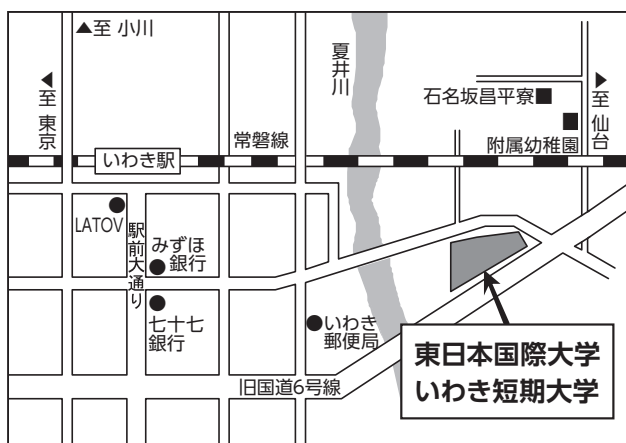 ▲至 小川
夏井川
石名坂昌平寮■
◀至 東京
▶至 仙台
常磐線
附属幼稚園
いわき駅
LATOV
駅前大通り
みずほ
銀行
七十七
銀行
いわき
郵便局
旧国道6号線
東日本国際大学
いわき短期大学